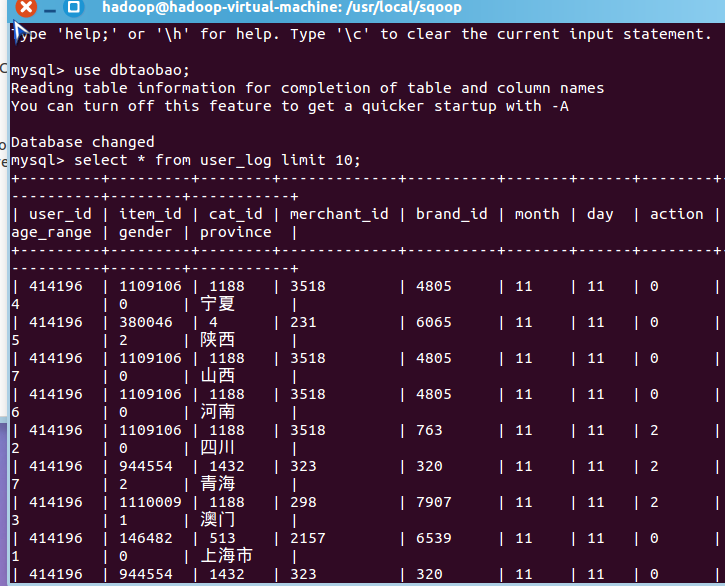 hadoop@hadoop-virtual-machine: /usr/local/sqoop
Type 'help;' or '\h' for help. Type '\c' to clear the current input statement.
mysql> use dbtaobao;
Reading table information for completion of table and column names
You can turn off this feature to get a quicker startup with -A
Database changed
mysql> select * from user_log limit 10;
+---------+---------+--------+-------------+----------+-------+------+--------+-
----------+--------+-----------+
| user_id | item_id | cat_id | merchant_id | brand_id | month | day | action |
age_range | gender | province |
+---------+---------+--------+-------------+----------+-------+------+--------+-
----------+--------+-----------+
| 414196 | 1109106 | 1188 | 3518 | 4805 | 11 | 11 | 0 |
4 | 0 | 宁夏 |
| 414196 | 380046 | 4 | 231 | 6065 | 11 | 11 | 0 |
5 | 2 | 陕西 |
| 414196 | 1109106 | 1188 | 3518 | 4805 | 11 | 11 | 0 |
7 | 0 | 山西 |
| 414196 | 1109106 | 1188 | 3518 | 4805 | 11 | 11 | 0 |
6 | 0 | 河南 |
| 414196 | 1109106 | 1188 | 3518 | 763 | 11 | 11 | 2 |
2 | 0 | 四川 |
| 414196 | 944554 | 1432 | 323 | 320 | 11 | 11 | 2 |
7 | 2 | 青海 |
| 414196 | 1110009 | 1188 | 298 | 7907 | 11 | 11 | 2 |
3 | 1 | 澳门 |
| 414196 | 146482 | 513 | 2157 | 6539 | 11 | 11 | 0 |
1 | 0 | 上海市 |
| 414196 | 944554 | 1432 | 323 | 320 | 11 | 11 | 0 |